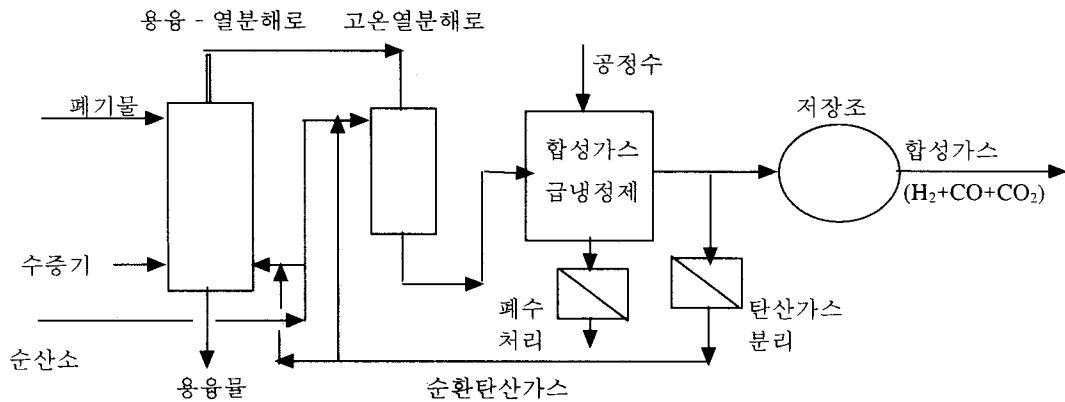 용융 - 열분해로
고온열분해로
공정수
폐기물
저장조
합성가스
급냉정제
합성가스
(H₂+CO+CO₂)
수증기
폐수
처리
탄산가스
분리
순산소
용융물
순환탄산가스